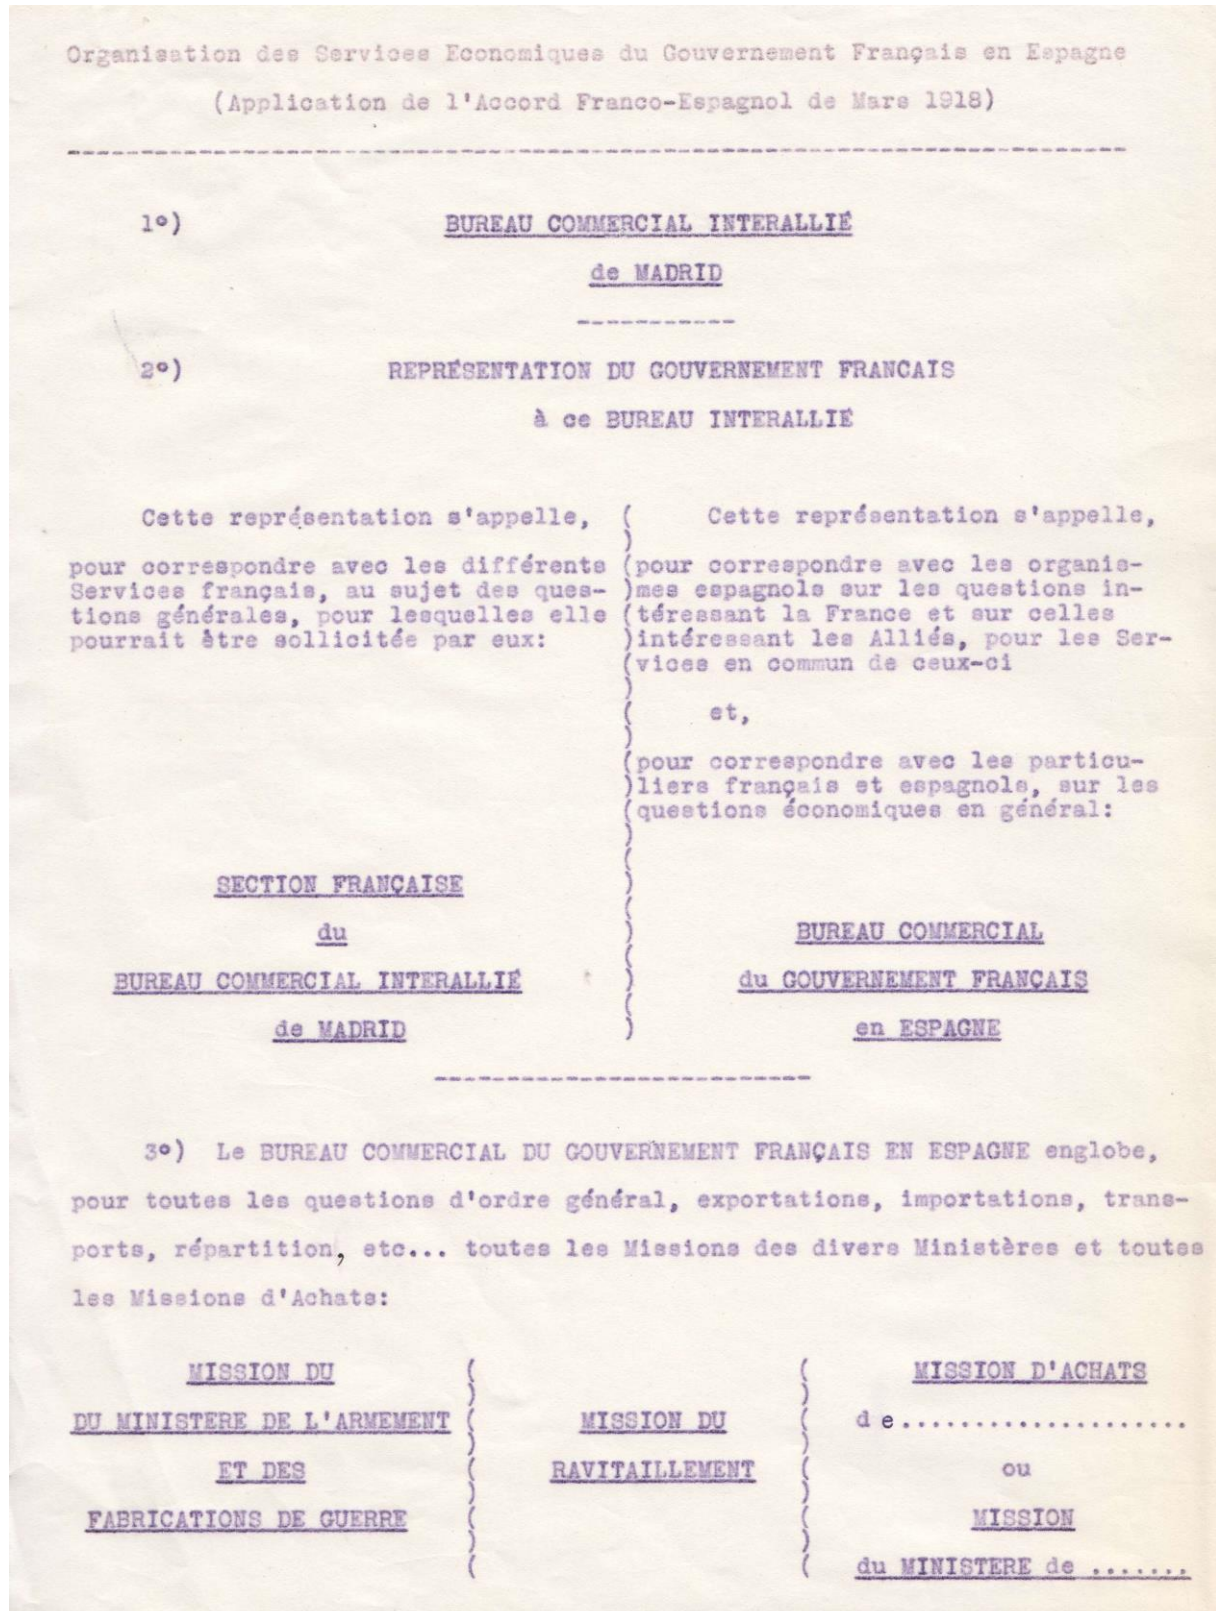 Organisation des Services Economiques du Gouvernement Français en Espagne
(Application de l'Accord Franco-Espagnol de Mars 1918)
1º) BUREAU COMMERCIAL INTERALLIÉ
de MADRID
2º) REPRÉSENTATION DU GOUVERNEMENT FRANCAIS
à ce BUREAU INTERALLIÉ
Cette représentation s'appelle,
pour correspondre avec les différents
Services français, au sujet des ques-
tions générales, pour lesquelles elle
pourrait être sollicitée par eux:
SECTION FRANÇAISE
du
BUREAU COMMERCIAL INTERALLIÉ
de MADRID
Cette représentation s'appelle,
pour correspondre avec les organis-
mes espagnols sur les questions in-
téressant la France et sur celles
intéressant les Alliés, pour les Ser-
vices en commun de ceux-ci
et,
pour correspondre avec les particu-
liers français et espagnols, sur les
questions économiques en général:
BUREAU COMMERCIAL
du GOUVERNEMENT FRANÇAIS
en ESPAGNE
3º) Le BUREAU COMMERCIAL DU GOUVERNEMENT FRANÇAIS EN ESPAGNE englobe,
pour toutes les questions d'ordre général, exportations, importations, trans-
ports, répartition, etc... toutes les Missions des divers Ministères et toutes
les Missions d'Achats:
MISSION DU
DU MINISTERE DE L'ARMEMENT
ET DES
FABRICATIONS DE GUERRE
MISSION DU
RAVITAILLEMENT
MISSION D'ACHATS
de....................
ou
MISSION
du MINISTERE de .......